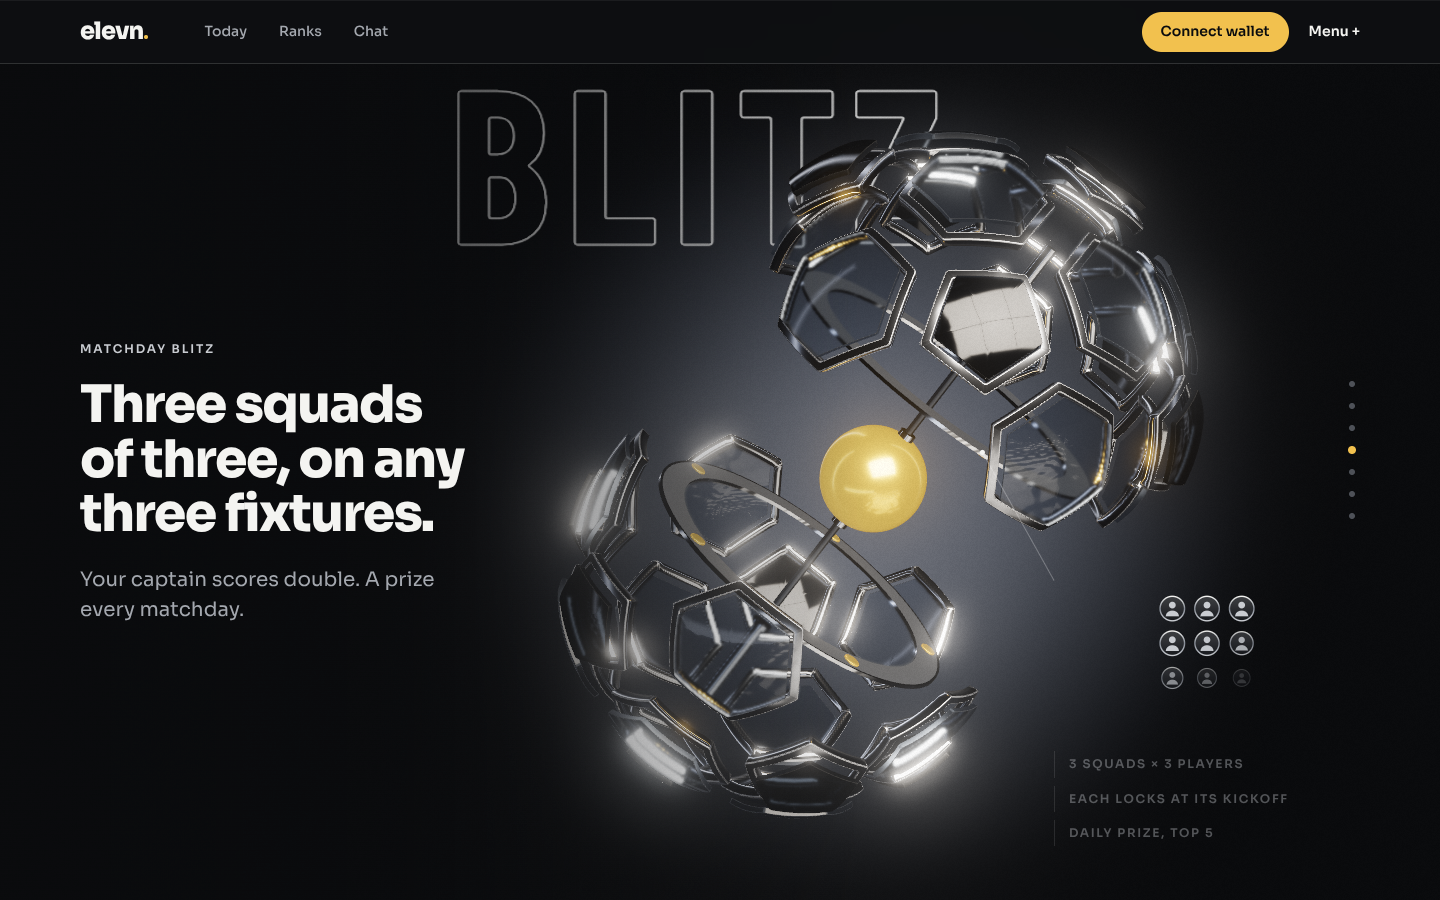 elevn.
Today
Ranks
Chat
Connect wallet
Menu +
BLITZ
MATCHDAY BLITZ
Three squads
of three, on any
three fixtures.
Your captain scores double. A prize
every matchday.
3 SQUADS × 3 PLAYERS
EACH LOCKS AT ITS KICKOFF
DAILY PRIZE, TOP 5